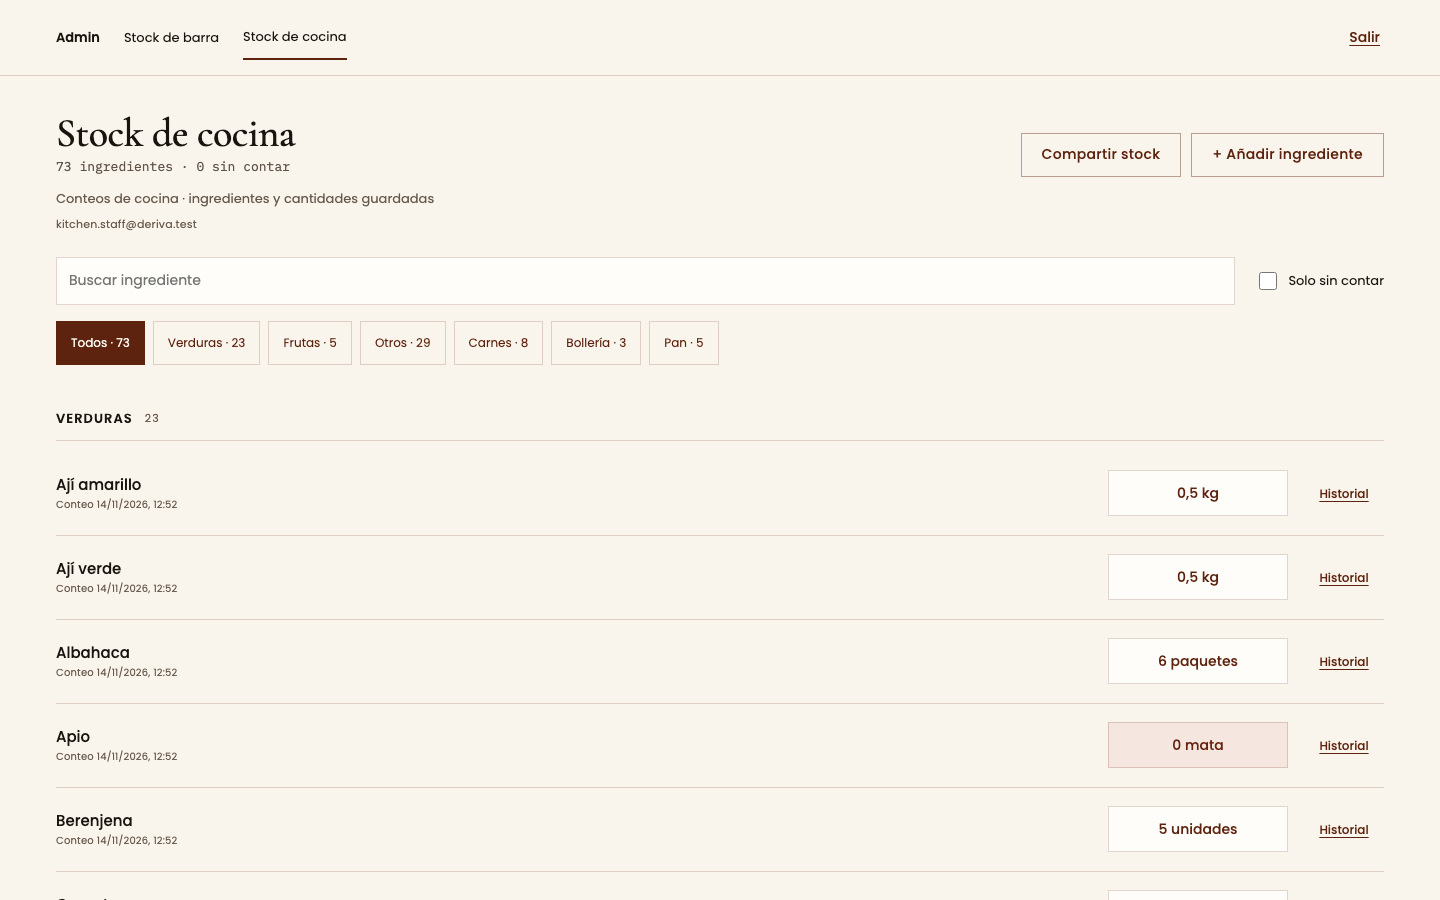 Admin
Stock de barra
Stock de cocina
Salir
Stock de cocina
73 ingredientes · 0 sin contar
Conteos de cocina · ingredientes y cantidades guardadas
kitchen.staff@deriva.test
Compartir stock
+ Añadir ingrediente
Buscar ingrediente
Solo sin contar
Todos · 73
Verduras · 23
Frutas · 5
Otros · 29
Carnes · 8
Bollería · 3
Pan · 5
VERDURAS 23
Ají amarillo
Conteo 14/11/2026, 12:52
0,5 kg
Historial
Ají verde
Conteo 14/11/2026, 12:52
0,5 kg
Historial
Albahaca
Conteo 14/11/2026, 12:52
6 paquetes
Historial
Apio
Conteo 14/11/2026, 12:52
0 mata
Historial
Berenjena
Conteo 14/11/2026, 12:52
5 unidades
Historial